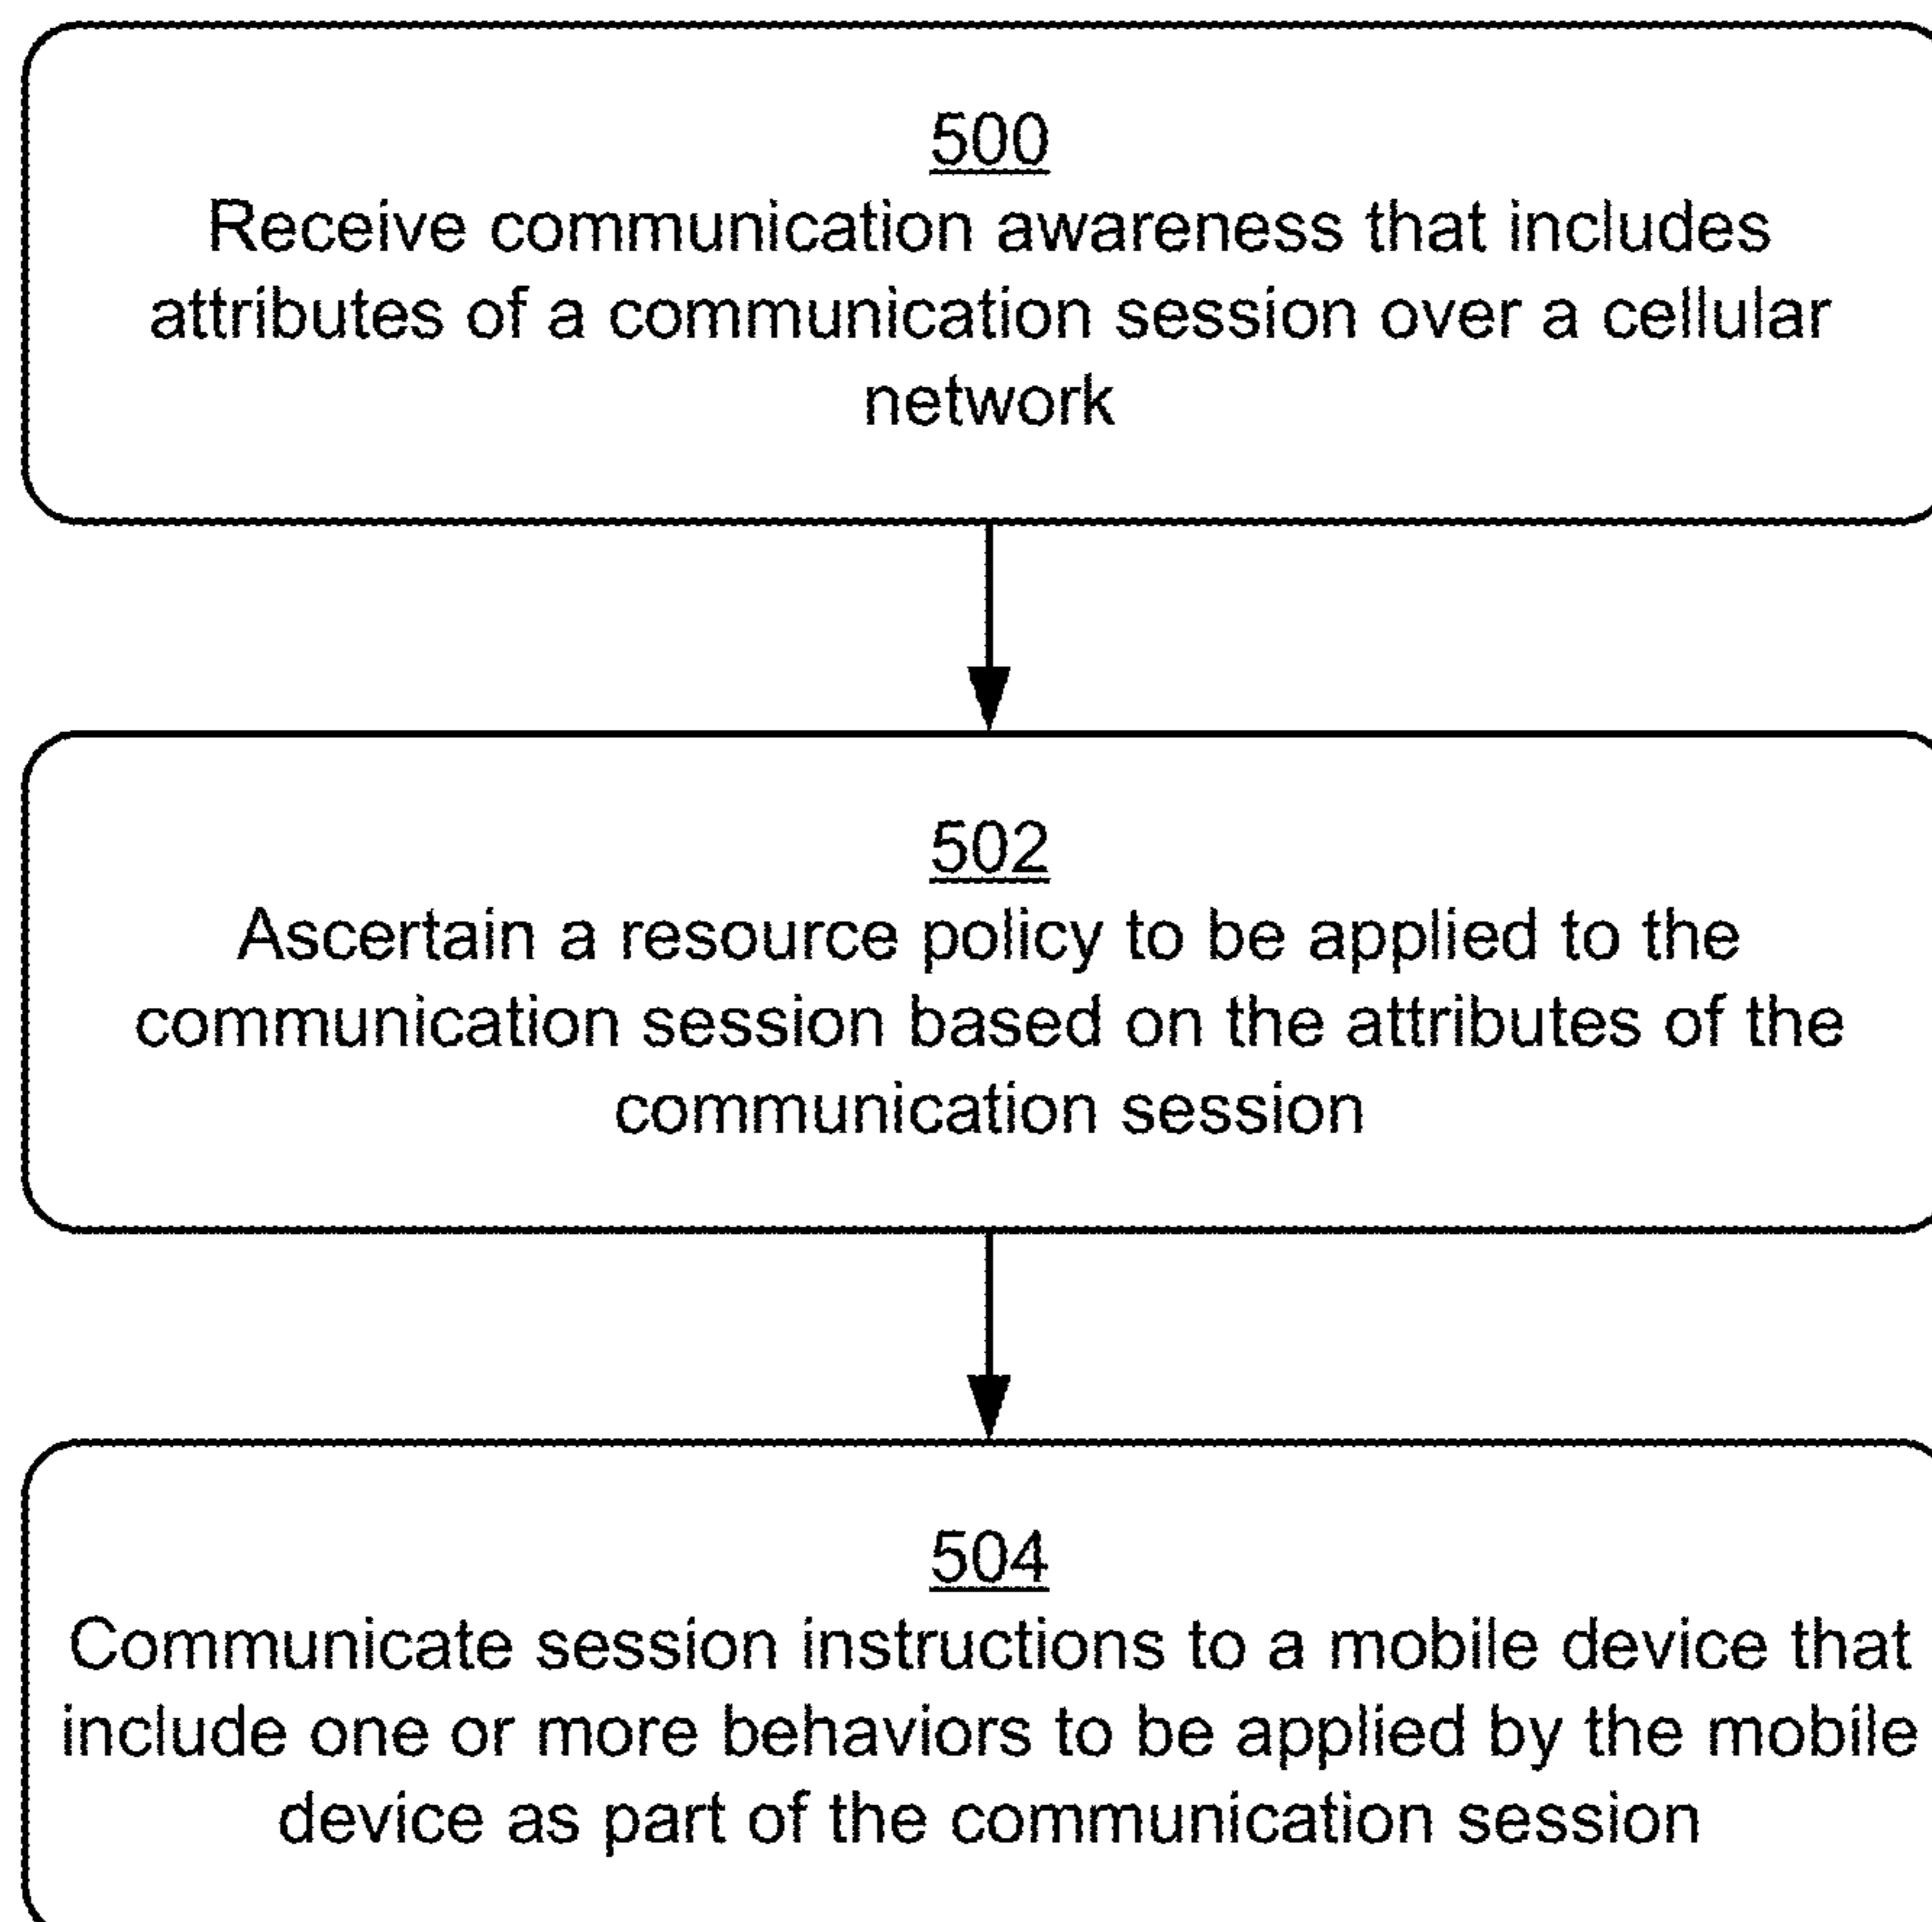 500
Receive communication awareness that includes
attributes of a communication session over a cellular
network
502
Ascertain a resource policy to be applied to the
communication session based on the attributes of the
communication session
504
Communicate session instructions to a mobile device that
include one or more behaviors to be applied by the mobile
device as part of the communication session